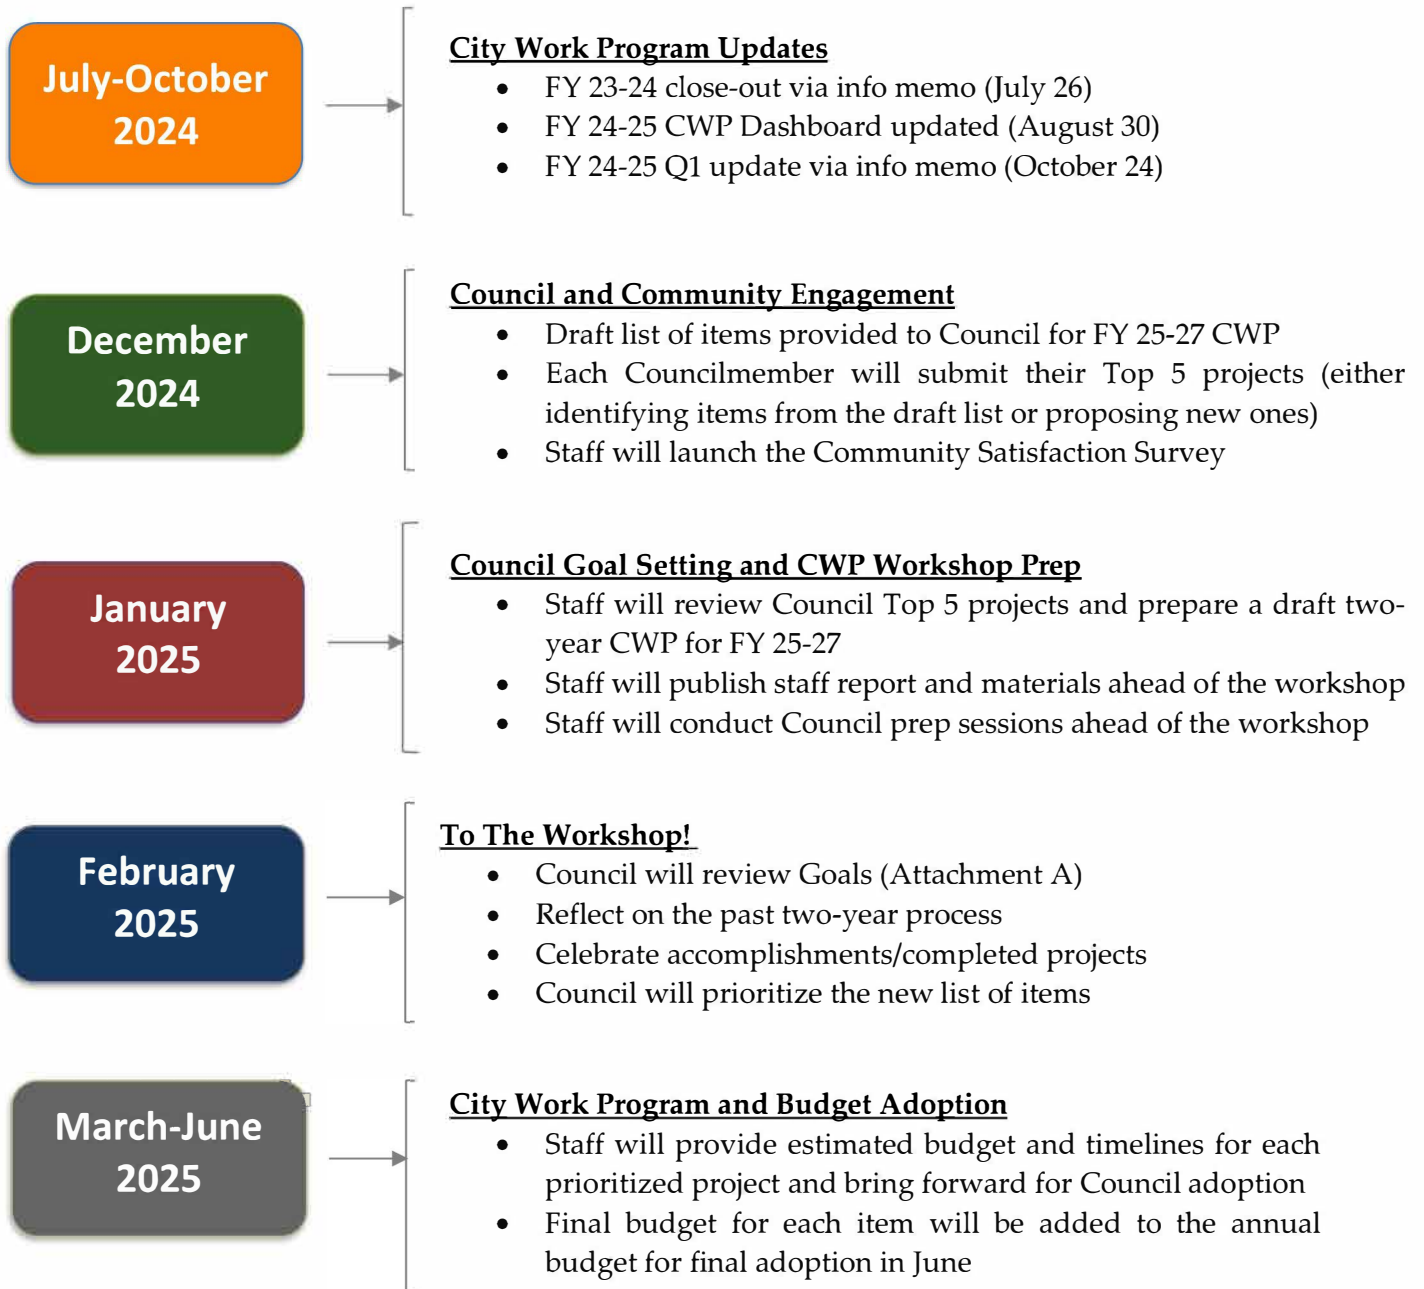 July-October
2024
City Work Program Updates
• FY 23-24 close-out via info memo (July 26)
• FY 24-25 CWP Dashboard updated (August 30)
• FY 24-25 Q1 update via info memo (October 24)
December
2024
Council and Community Engagement
• Draft list of items provided to Council for FY 25-27 CWP
• Each Councilmember will submit their Top 5 projects (either
identifying items from the draft list or proposing new ones)
• Staff will launch the Community Satisfaction Survey
January
2025
Council Goal Setting and CWP Workshop Prep
• Staff will review Council Top 5 projects and prepare a draft two-
year CWP for FY 25-27
• Staff will publish staff report and materials ahead of the workshop
• Staff will conduct Council prep sessions ahead of the workshop
February
2025
To The Workshop!
• Council will review Goals (Attachment A)
• Reflect on the past two-year process
• Celebrate accomplishments/completed projects
• Council will prioritize the new list of items
March-June
2025
City Work Program and Budget Adoption
• Staff will provide estimated budget and timelines for each
prioritized project and bring forward for Council adoption
• Final budget for each item will be added to the annual
budget for final adoption in June